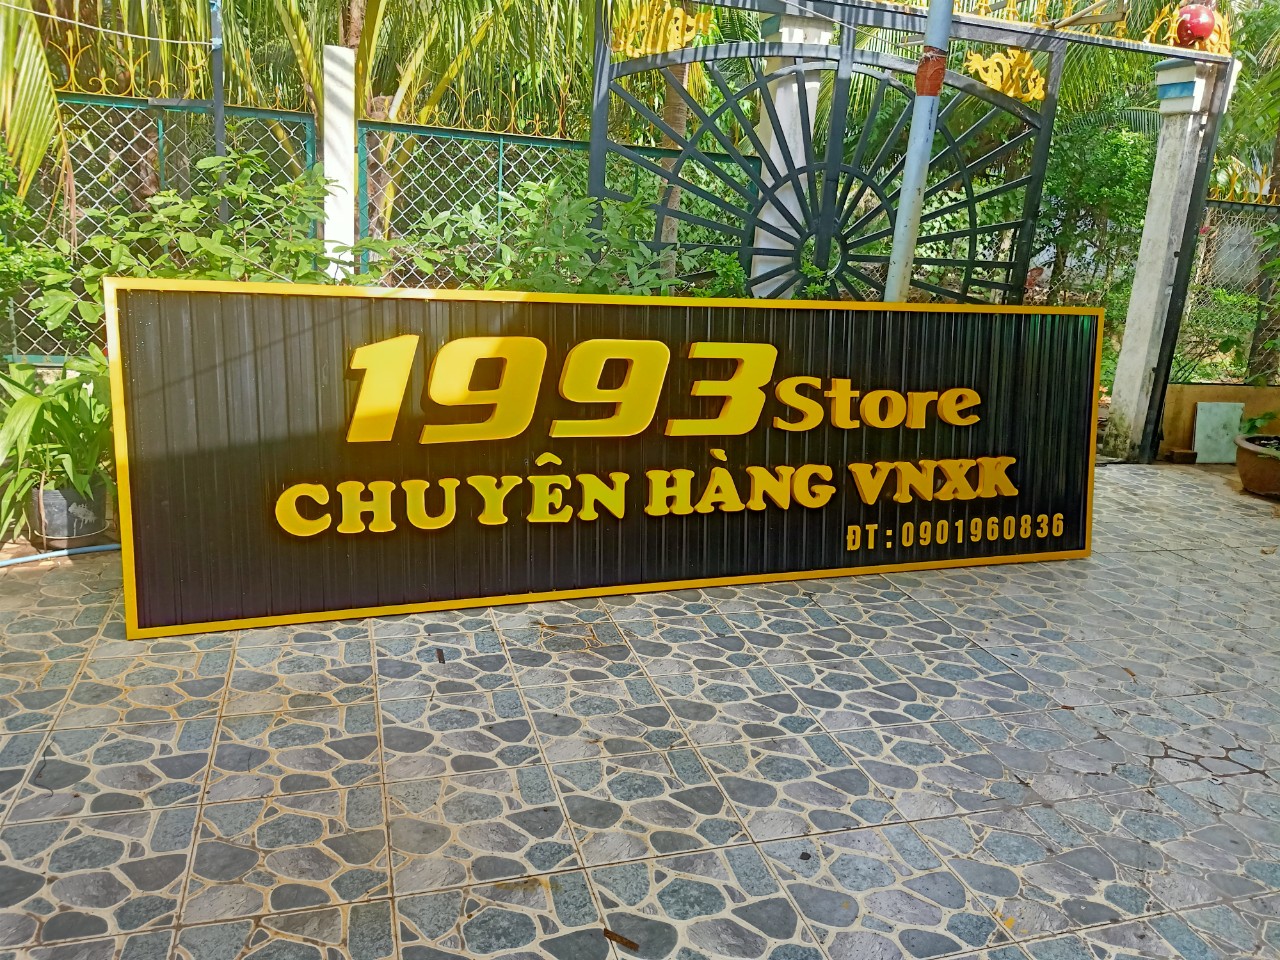 1993 Store
CHUYÊN HÀNG VNXK
ĐT : 0901960836